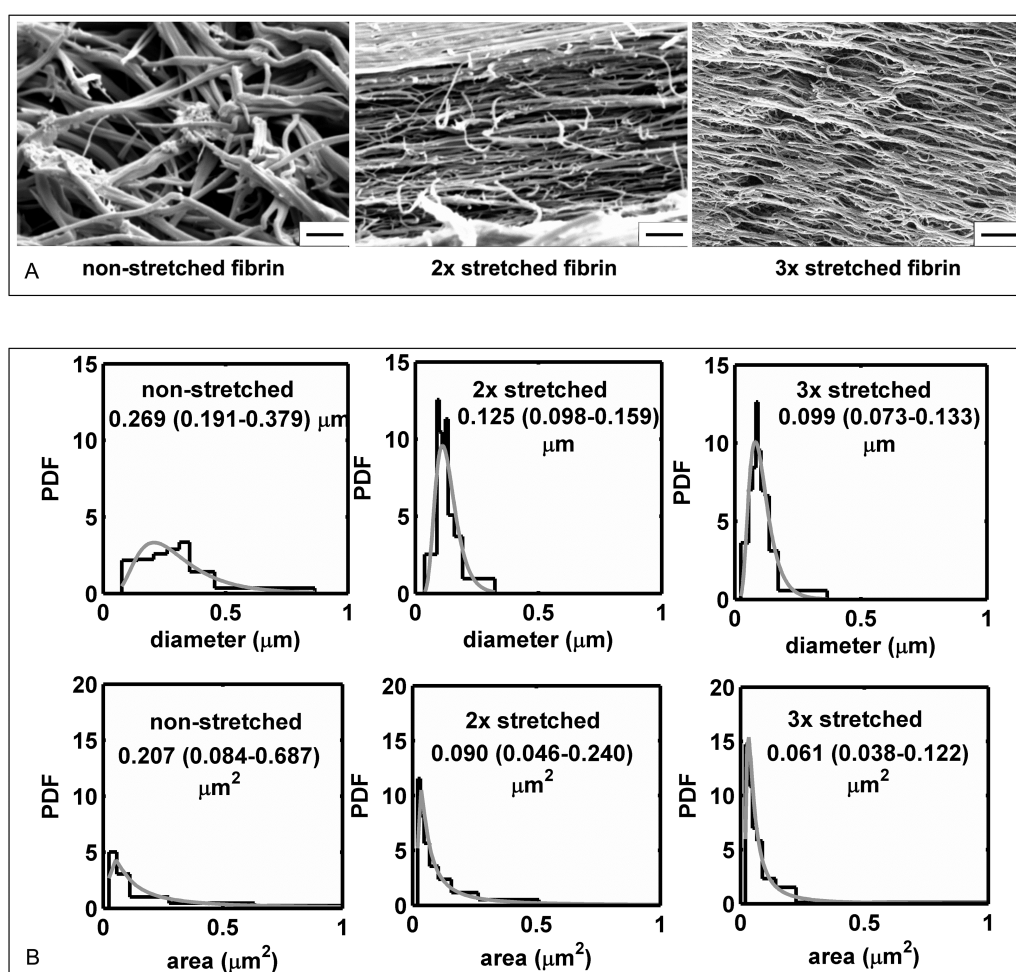 non-stretched fibrin
2x stretched fibrin
3x stretched fibrin
A
15
10
5
0
PDF
non-stretched
0.269 (0.191-0.379) μm
0 0.5 1
diameter (μm)
15
10
5
0
PDF
2x stretched
0.125 (0.098-0.159)
μm
0 0.5 1
diameter (μm)
15
10
5
0
PDF
3x stretched
0.099 (0.073-0.133)
μm
0 0.5 1
diameter (μm)
20
15
10
5
0
PDF
non-stretched
0.207 (0.084-0.687)
μm²
0 0.5 1
area (μm²)
20
15
10
5
0
PDF
2x stretched
0.090 (0.046-0.240)
μm²
0 0.5 1
area (μm²)
20
15
10
5
0
PDF
3x stretched
0.061 (0.038-0.122)
μm²
0 0.5 1
area (μm²)
B